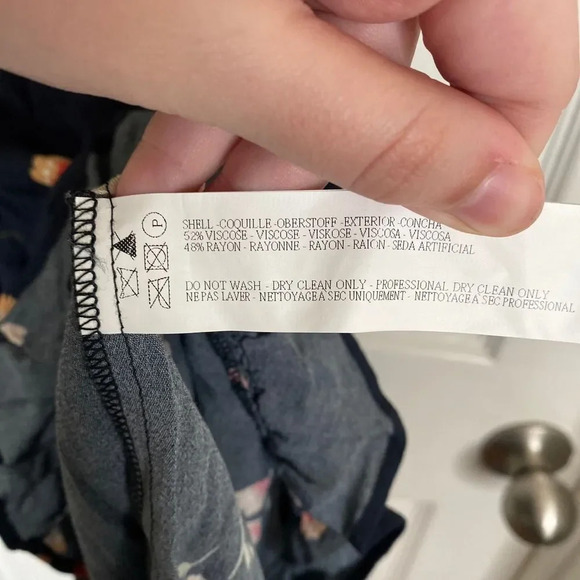 P
SHELL -COQUILLE -OBERSTOFF -EXTERIOR -CONCHA
52% VISCOSE - VISCOSE - VISKOSE - VISCOSA - VISCOSA
48% RAYON - RAYONNE - RAYON - RAION - SEDA ARTIFICIAL
DO NOT WASH - DRY CLEAN ONLY - PROFESSIONAL DRY CLEAN ONLY
NE PAS LAVER - NETTOYAGE A SEC UNIQUEMENT - NETTOYAGE A SEC PROFESSIONAL